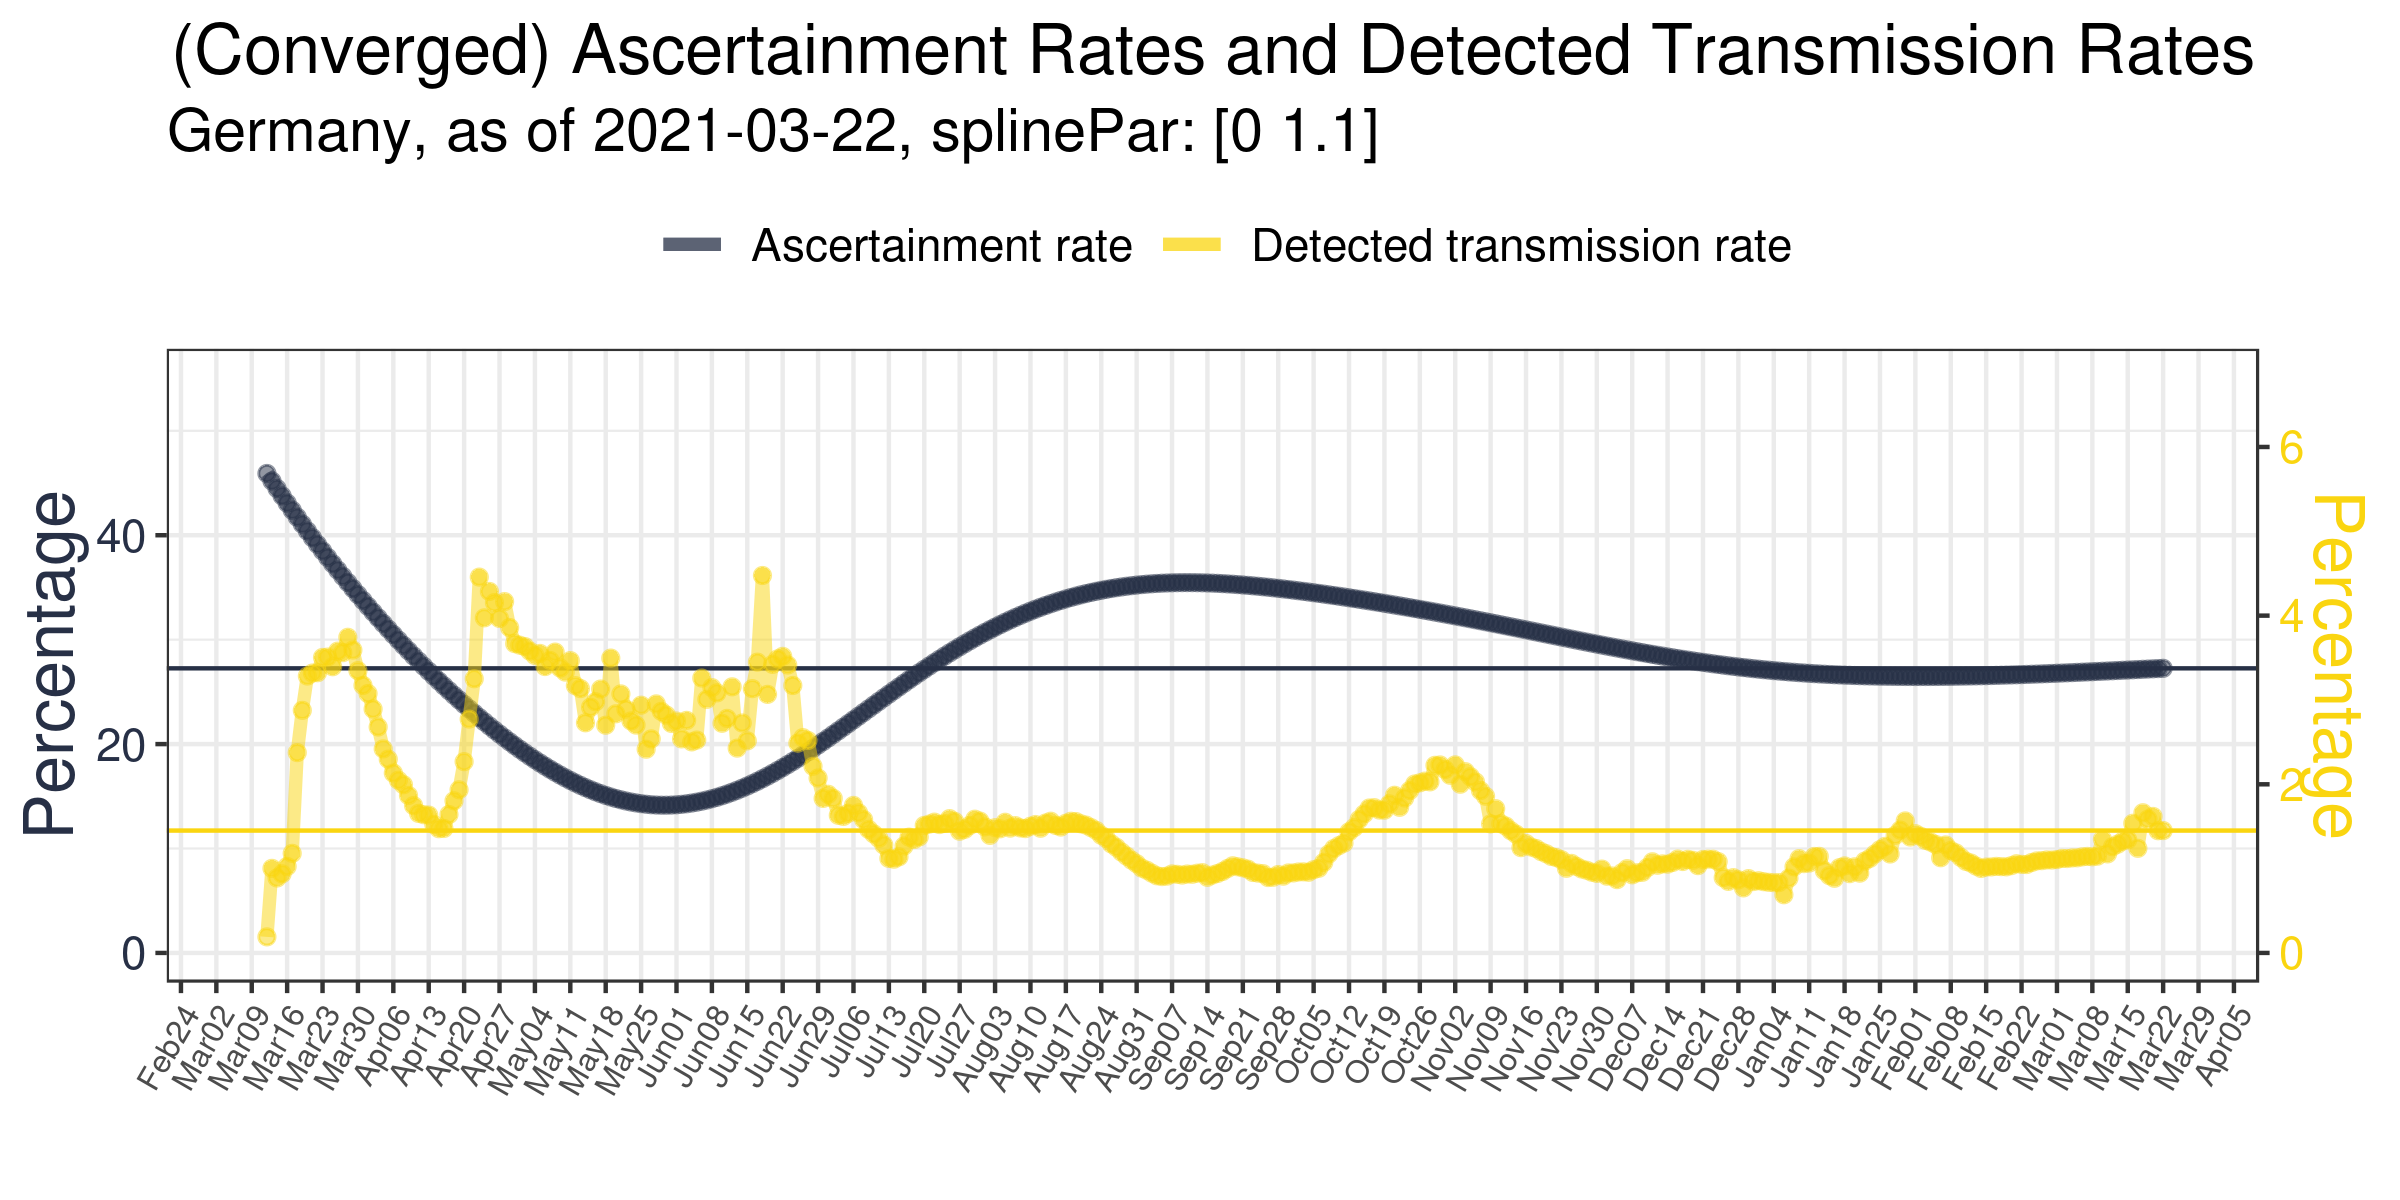 (Converged) Ascertainment Rates and Detected Transmission Rates
Germany, as of 2021-03-22, splinePar: [0 1.1]
Ascertainment rate
Detected transmission rate
Percentage
40
20
0
6
4
2
0
Percentage
Feb24
Mar02
Mar09
Mar16
Mar23
Mar30
Apr06
Apr13
Apr20
Apr27
May04
May11
May18
May25
Jun01
Jun08
Jun15
Jun22
Jun29
Jul06
Jul13
Jul20
Jul27
Aug03
Aug10
Aug17
Aug24
Aug31
Sep07
Sep14
Sep21
Sep28
Oct05
Oct12
Oct19
Oct26
Nov02
Nov09
Nov16
Nov23
Nov30
Dec07
Dec14
Dec21
Dec28
Jan04
Jan11
Jan18
Jan25
Feb01
Feb08
Feb15
Feb22
Mar01
Mar08
Mar15
Mar22
Mar29
Apr05